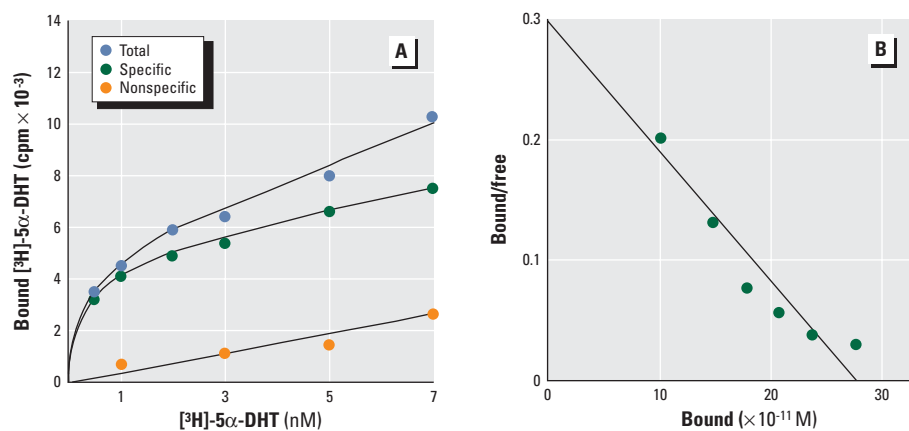 A
Total
Specific
Nonspecific
Bound [³H]-5α-DHT (cpm × 10⁻³)
14
12
10
8
6
4
2
0
1
3
5
7
[³H]-5α-DHT (nM)
B
Bound/free
0.3
0.2
0.1
0
0
10
20
30
Bound (×10⁻¹¹ M)